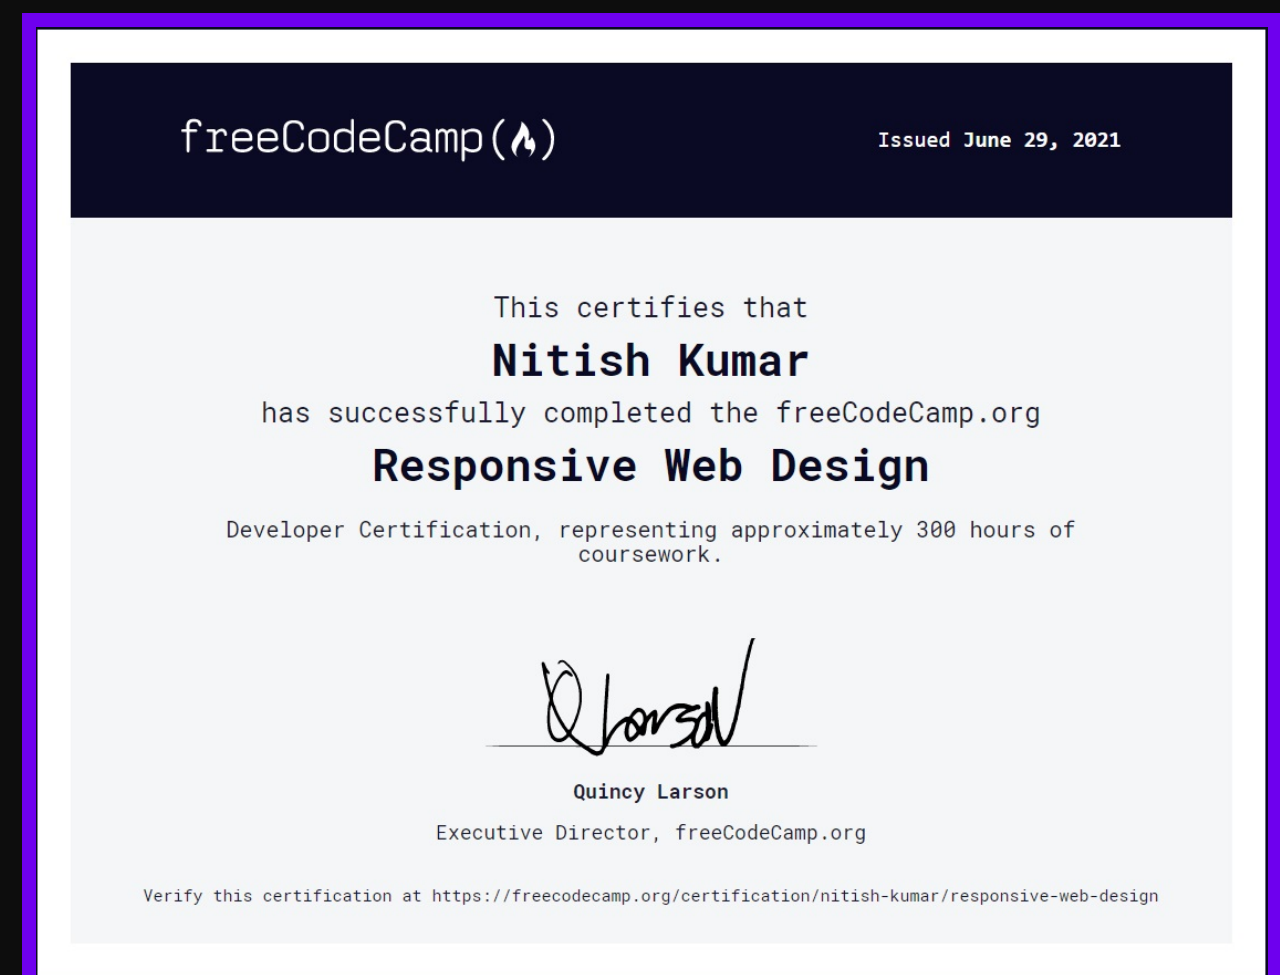 freeCodeCamp(🔥)
Issued June 29, 2021
This certifies that
Nitish Kumar
has successfully completed the freeCodeCamp.org
Responsive Web Design
Developer Certification, representing approximately 300 hours of
coursework.
Q Larson
Quincy Larson
Executive Director, freeCodeCamp.org
Verify this certification at https://freecodecamp.org/certification/nitish-kumar/responsive-web-design